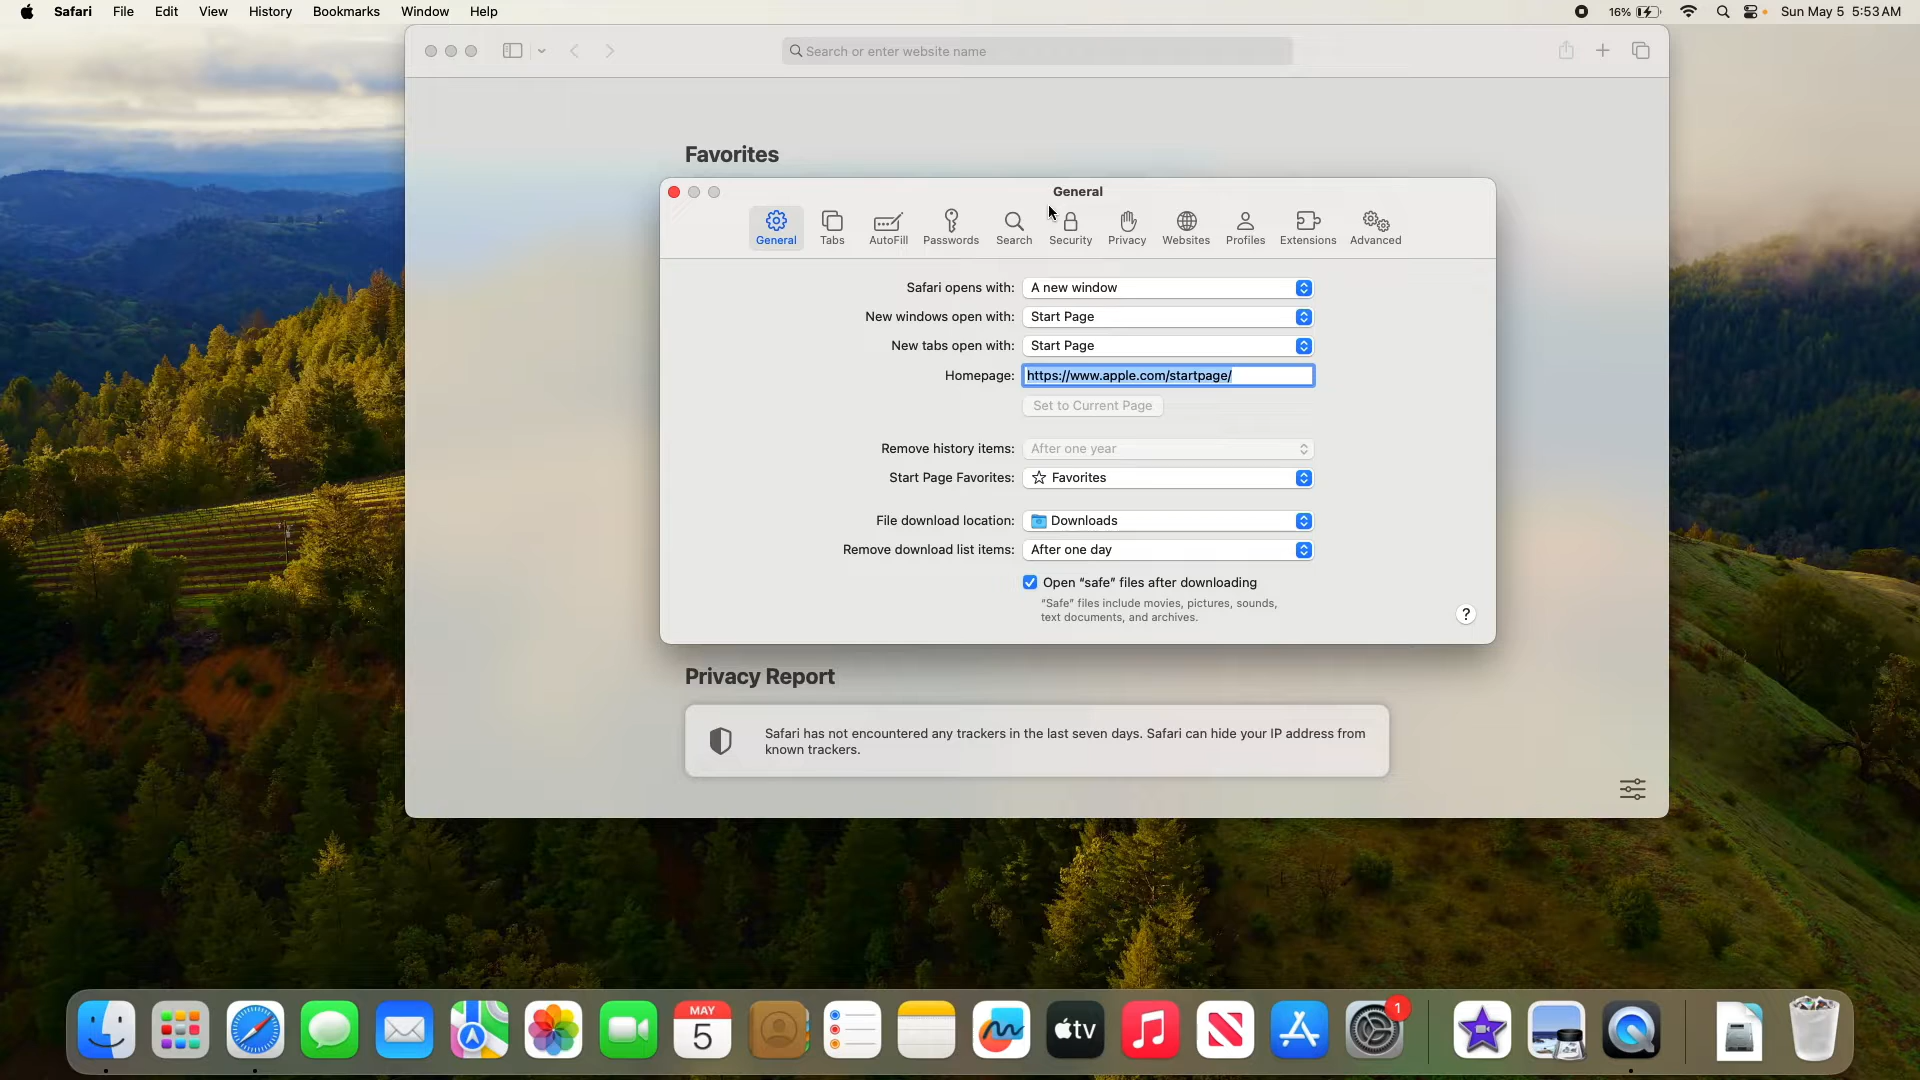 Safari File Edit View History Bookmarks Window Help 16% Sun May 5 5:53 AM
Search or enter website name
Favorites
General
General Tabs AutoFill Passwords Search Security Privacy Websites Profiles Extensions Advanced
Safari opens with: A new window
New windows open with: Start Page
New tabs open with: Start Page
Homepage: https://www.apple.com/startpage/
Set to Current Page
Remove history items: After one year
Start Page Favorites: Favorites
File download location: Downloads
Remove download list items: After one day
Open “safe” files after downloading
“Safe” files include movies, pictures, sounds,
text documents, and archives.
?
Privacy Report
Safari has not encountered any trackers in the last seven days. Safari can hide your IP address from
known trackers.
MAY
5
tv
1